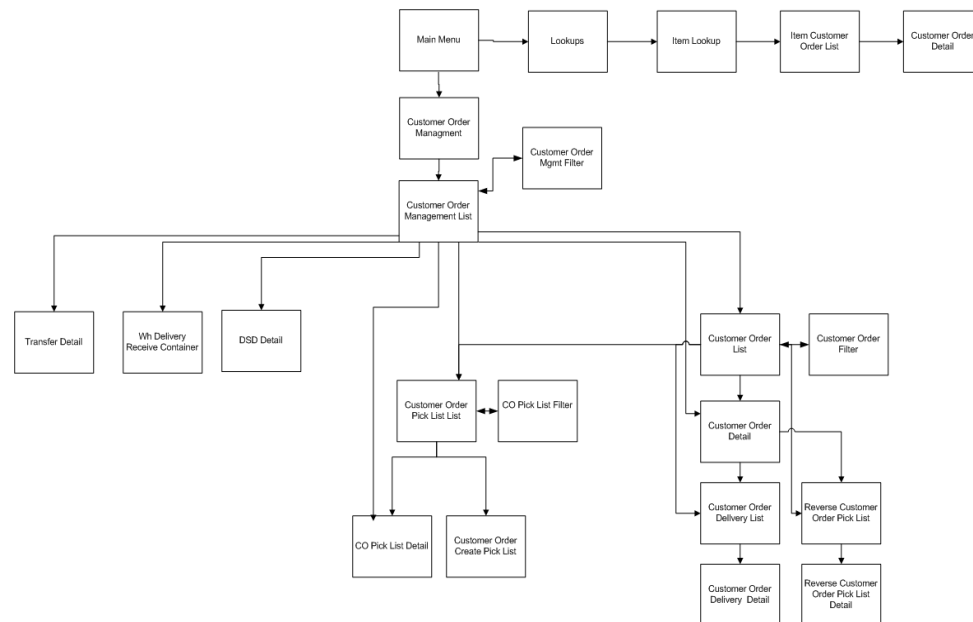 Main Menu
Lookups
Item Lookup
Item Customer
Order List
Customer Order
Detail
Customer Order
Managment
Customer Order
Mgmt Filter
Customer Order
Management List
Transfer Detail
Wh Delivery
Receive Container
DSD Detail
Customer Order
List
Customer Order
Filter
Customer Order
Pick List List
CO Pick List Filter
Customer Order
Detail
CO Pick List Detail
Customer Order
Create Pick List
Customer Order
Delivery List
Reverse Customer
Order Pick List
Customer Order
Delivery Detail
Reverse Customer
Order Pick List
Detail